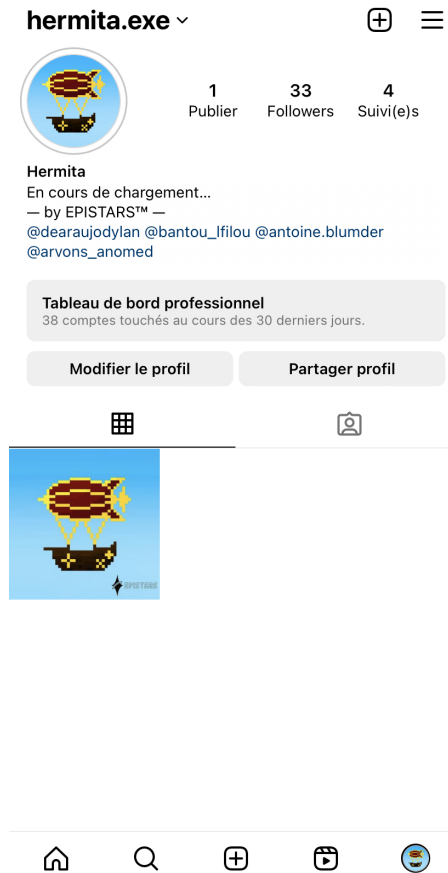 hermita.exe
1 33 4
Publier Followers Suivi(e)s
Hermita
En cours de chargement...
— by EPISTARS™ —
@dearaujodylan @bantou_lfilou @antoine.blumder
@arvons_anomed
Tableau de bord professionnel
38 comptes touchés au cours des 30 derniers jours.
Modifier le profil Partager profil
EPISTARS